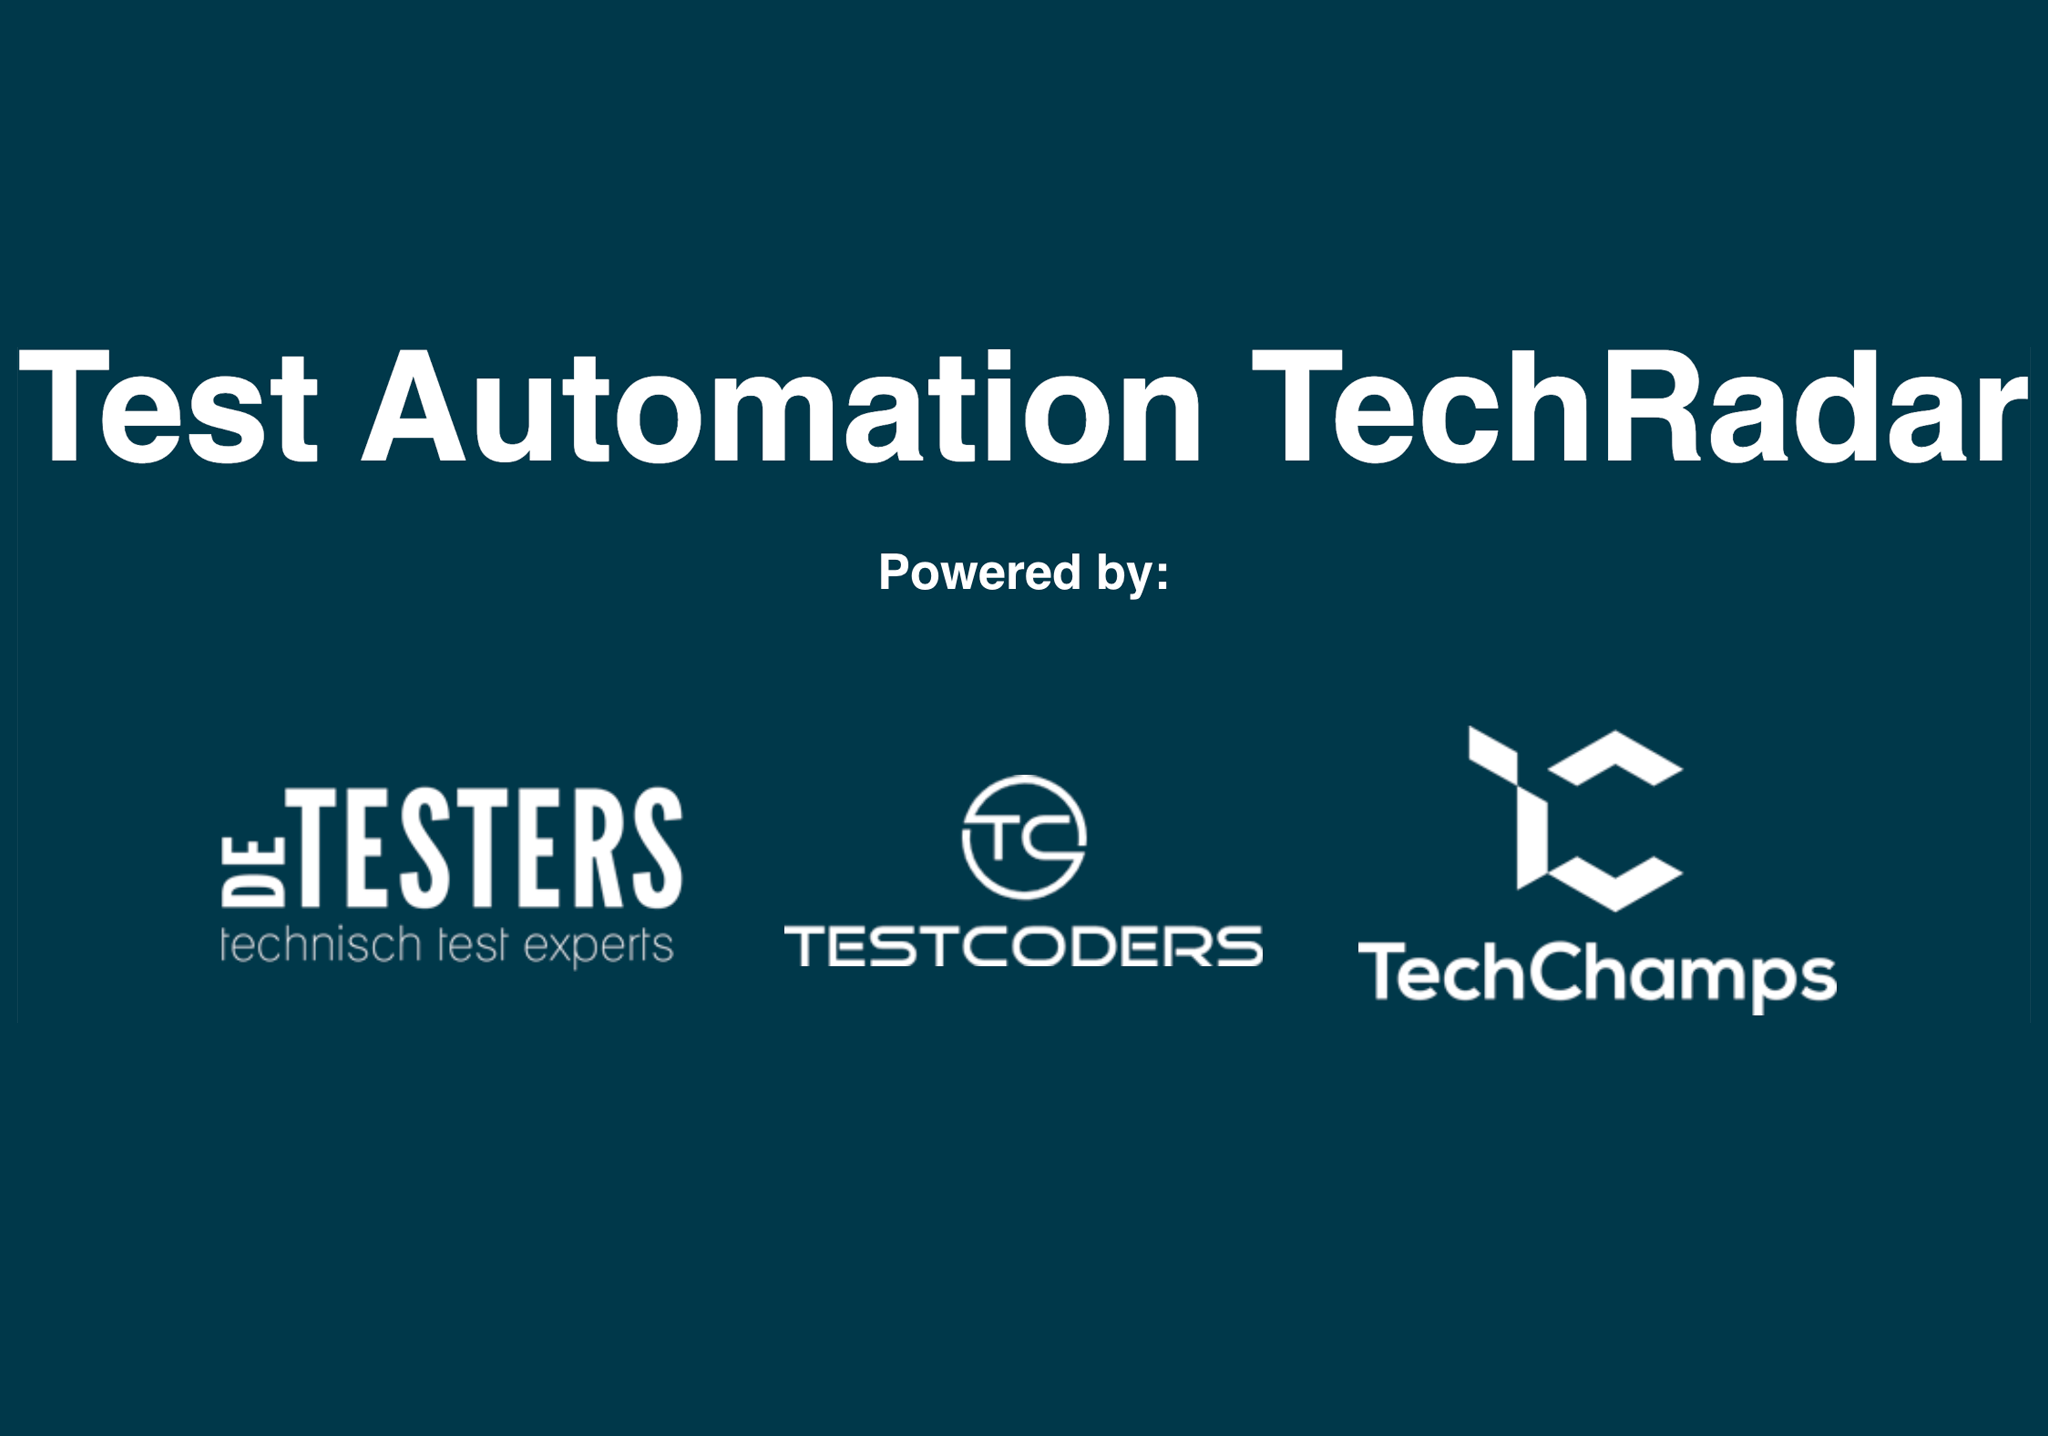 Test Automation TechRadar
Powered by:
DE TESTERS
technisch test experts
TC
TESTCODERS
TechChamps